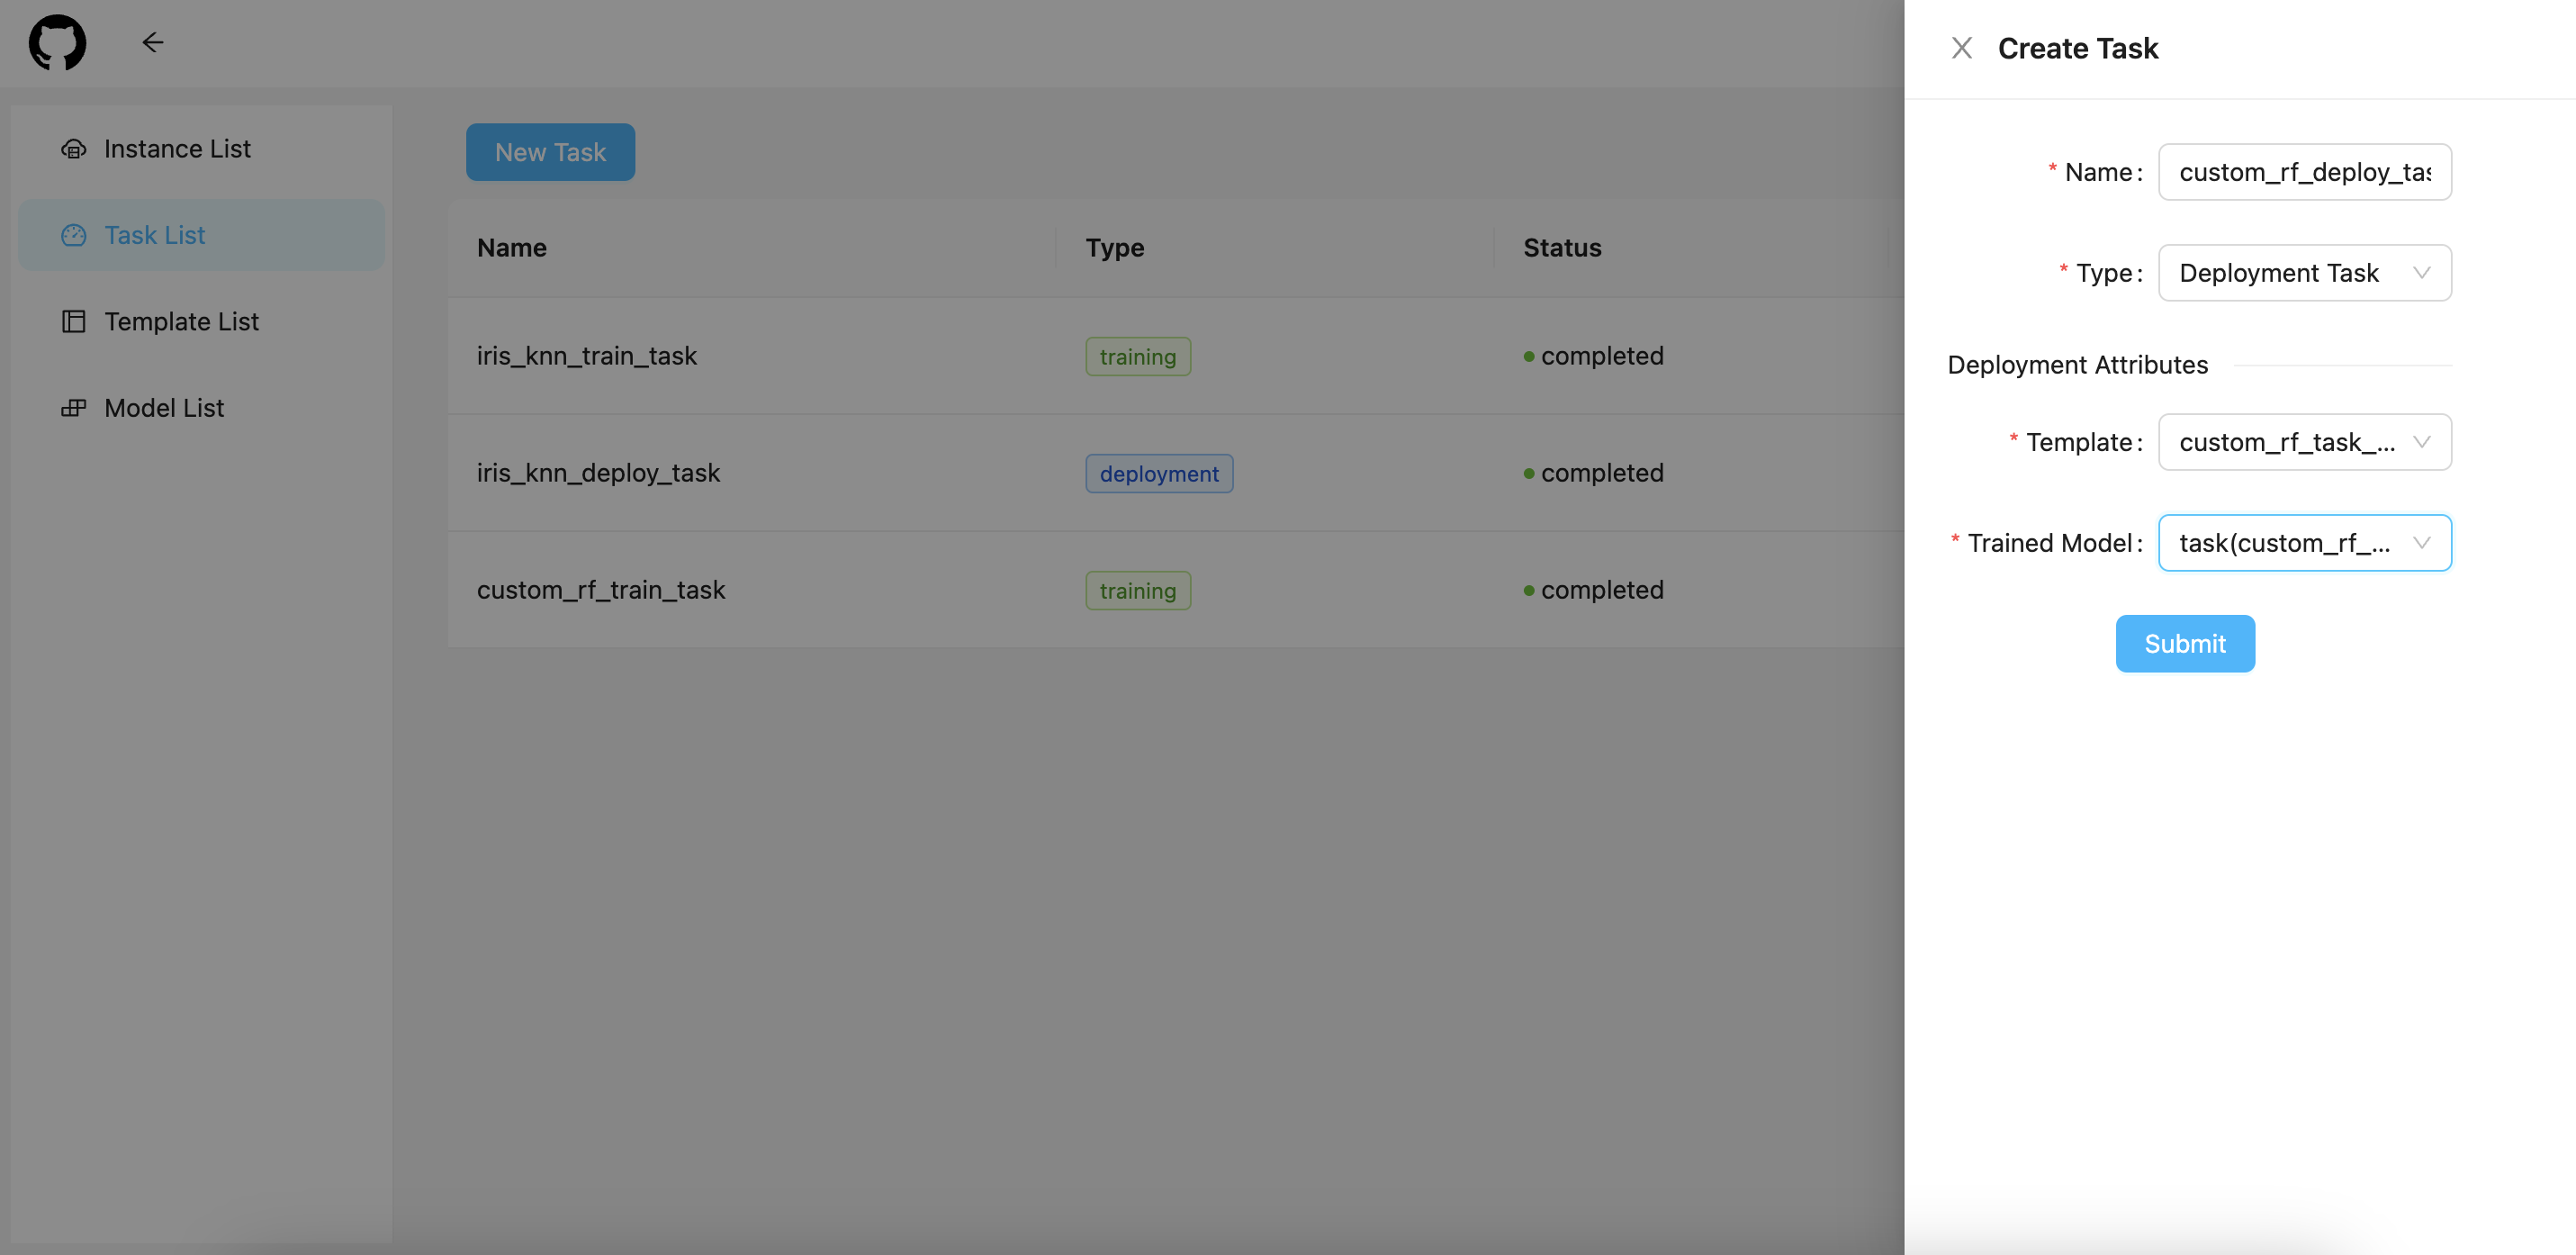 Create Task
Instance List
Task List
Template List
Model List
New Task
Name Type Status
iris_knn_train_task training completed
iris_knn_deploy_task deployment completed
custom_rf_train_task training completed
* Name: custom_rf_deploy_tas
* Type: Deployment Task
Deployment Attributes
* Template: custom_rf_task_...
* Trained Model: task(custom_rf_...
Submit